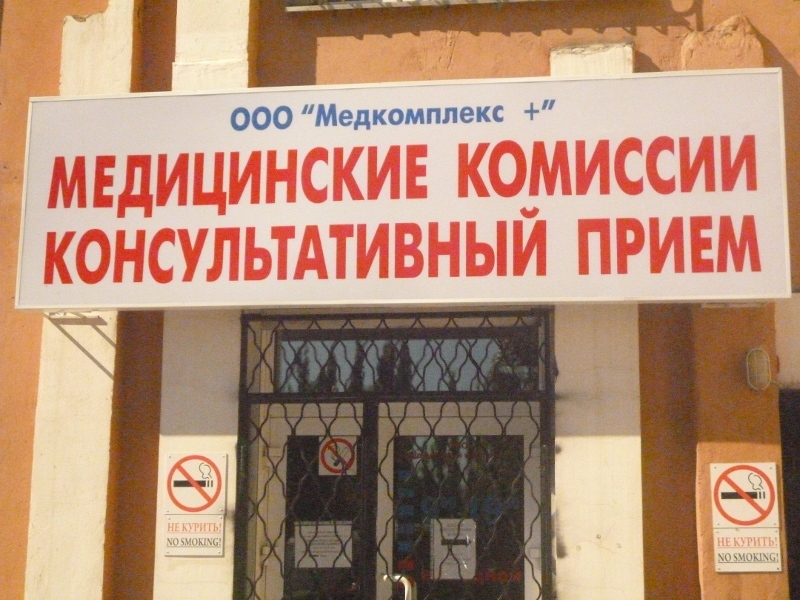 ООО "Медкомплекс +"
МЕДИЦИНСКИЕ КОМИССИИ
КОНСУЛЬТАТИВНЫЙ ПРИЕМ
НЕ КУРИТЬ!
NO SMOKING!
НЕ КУРИТЬ!
NO SMOKING!